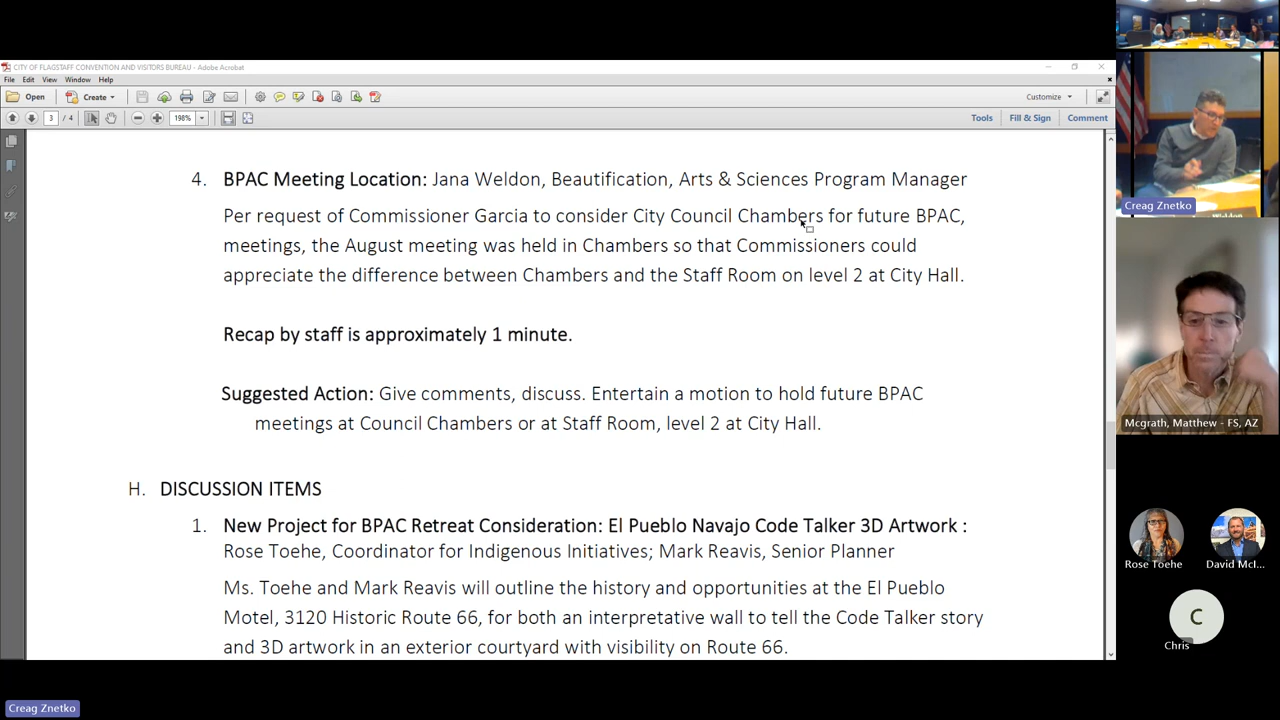 CITY OF FLAGSTAFF CONVENTION AND VISITORS BUREAU - Adobe Acrobat
File Edit View Window Help
Open Create Customize
3 / 4 198% Tools Fill & Sign Comment
4. BPAC Meeting Location: Jana Weldon, Beautification, Arts & Sciences Program Manager
Per request of Commissioner Garcia to consider City Council Chambers for future BPAC,
meetings, the August meeting was held in Chambers so that Commissioners could
appreciate the difference between Chambers and the Staff Room on level 2 at City Hall.
Recap by staff is approximately 1 minute.
Suggested Action: Give comments, discuss. Entertain a motion to hold future BPAC
meetings at Council Chambers or at Staff Room, level 2 at City Hall.
H. DISCUSSION ITEMS
1. New Project for BPAC Retreat Consideration: El Pueblo Navajo Code Talker 3D Artwork :
Rose Toehe, Coordinator for Indigenous Initiatives; Mark Reavis, Senior Planner
Ms. Toehe and Mark Reavis will outline the history and opportunities at the El Pueblo
Motel, 3120 Historic Route 66, for both an interpretative wall to tell the Code Talker story
and 3D artwork in an exterior courtyard with visibility on Route 66.
Creag Znetko
Mcgrath, Matthew - FS, AZ
Rose Toehe David McI...
C
Chris
Creag Znetko